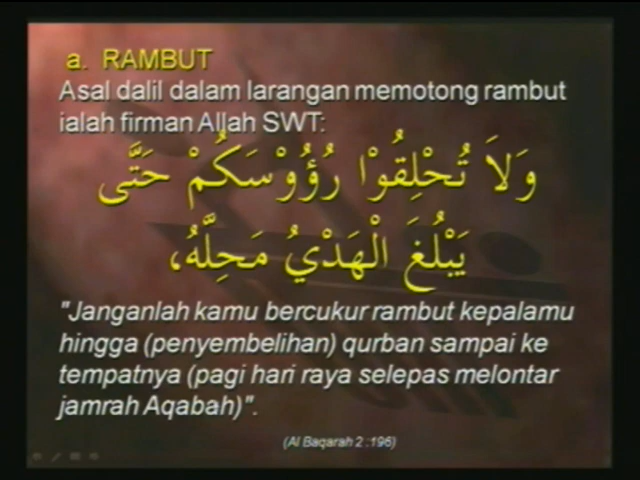 a. RAMBUT
Asal dalil dalam larangan memotong rambut
ialah firman Allah SWT:
وَلاَ تُحْلِقُوْا رُؤُوْسَكُمْ حَتَّى
يَبْلُغَ الْهَدْيُ مَحِلَّهُ،
"Janganlah kamu bercukur rambut kepalamu
hingga (penyembelihan) qurban sampai ke
tempatnya (pagi hari raya selepas melontar
jamrah Aqabah)".
(Al Baqarah 2 :196)